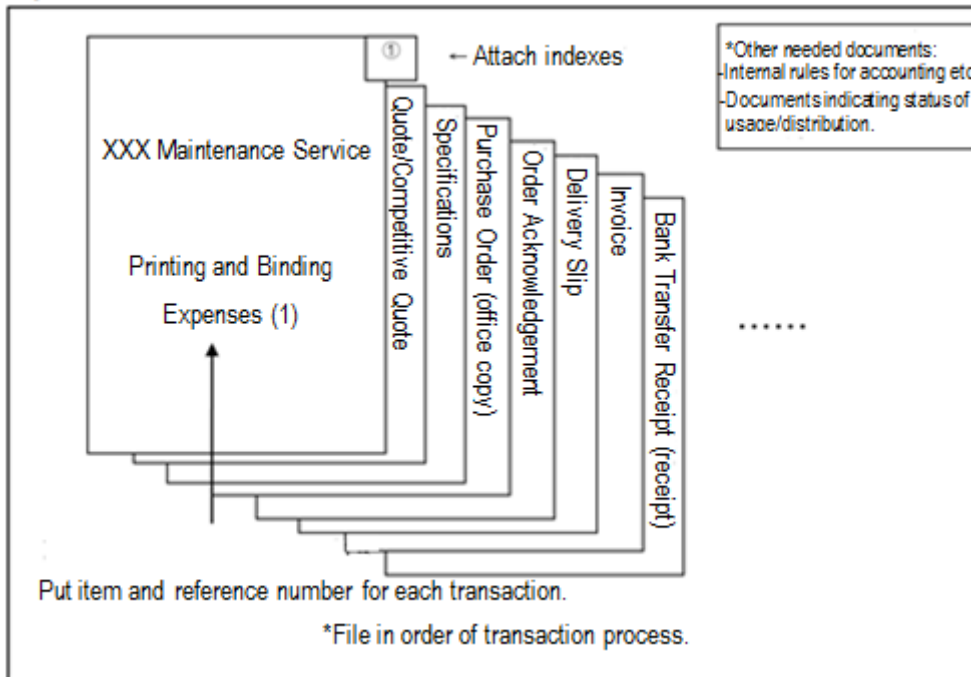 ①
← Attach indexes
*Other needed documents:
-Internal rules for accounting etc
-Documents indicating status of
usage/distribution.
XXX Maintenance Service
Printing and Binding
Expenses (1)
Quote/Competitive Quote
Specifications
Purchase Order (office copy)
Order Acknowledgement
Delivery Slip
Invoice
Bank Transfer Receipt (receipt)
......
Put item and reference number for each transaction.
*File in order of transaction process.